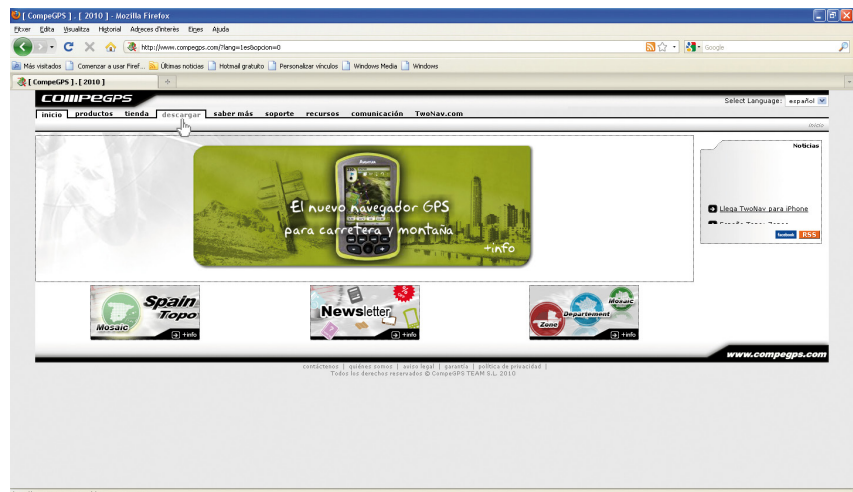 [ CompeGPS ] . [ 2010 ] - Mozilla Firefox
Fitxer Edita Visualitza Historial Adreces d'interès Eines Ajuda
http://www.compegps.com/?lang=1es&opcion=0
Google
Más visitados Comenzar a usar Firef... Últimas noticias Hotmail gratuito Personalizar vínculos Windows Media Windows
[ CompeGPS ] . [ 2010 ]
COMPEGPS
Select Language: español
inicio productos tienda descargar saber más soporte recursos comunicación TwoNav.com
inicio
Noticias
El nuevo navegador GPS
para carretera y montaña
+info
Llega TwoNav para iPhone
facebook RSS
Spain
Topo
Mosaic
+info
Newsletter
+info
Mosaic
Departement
Zone
+info
www.compegps.com
contáctenos | quiénes somos | aviso legal | garantía | política de privacidad |
Todos los derechos reservados © CompeGPS TEAM S.L. 2010